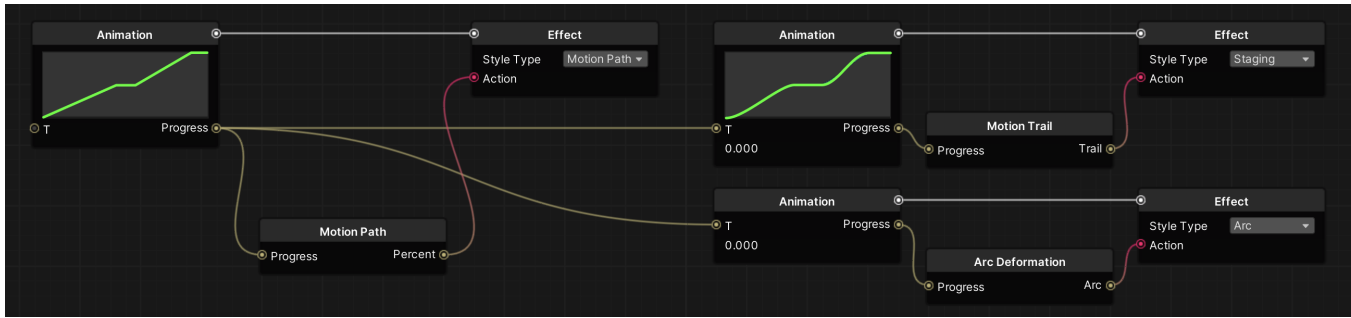 Animation
T
Progress
Effect
Style Type Motion Path
Action
Motion Path
Progress Percent
Animation
T Progress
0.000
Motion Trail
Progress Trail
Effect
Style Type Staging
Action
Animation
T Progress
0.000
Arc Deformation
Progress Arc
Effect
Style Type Arc
Action